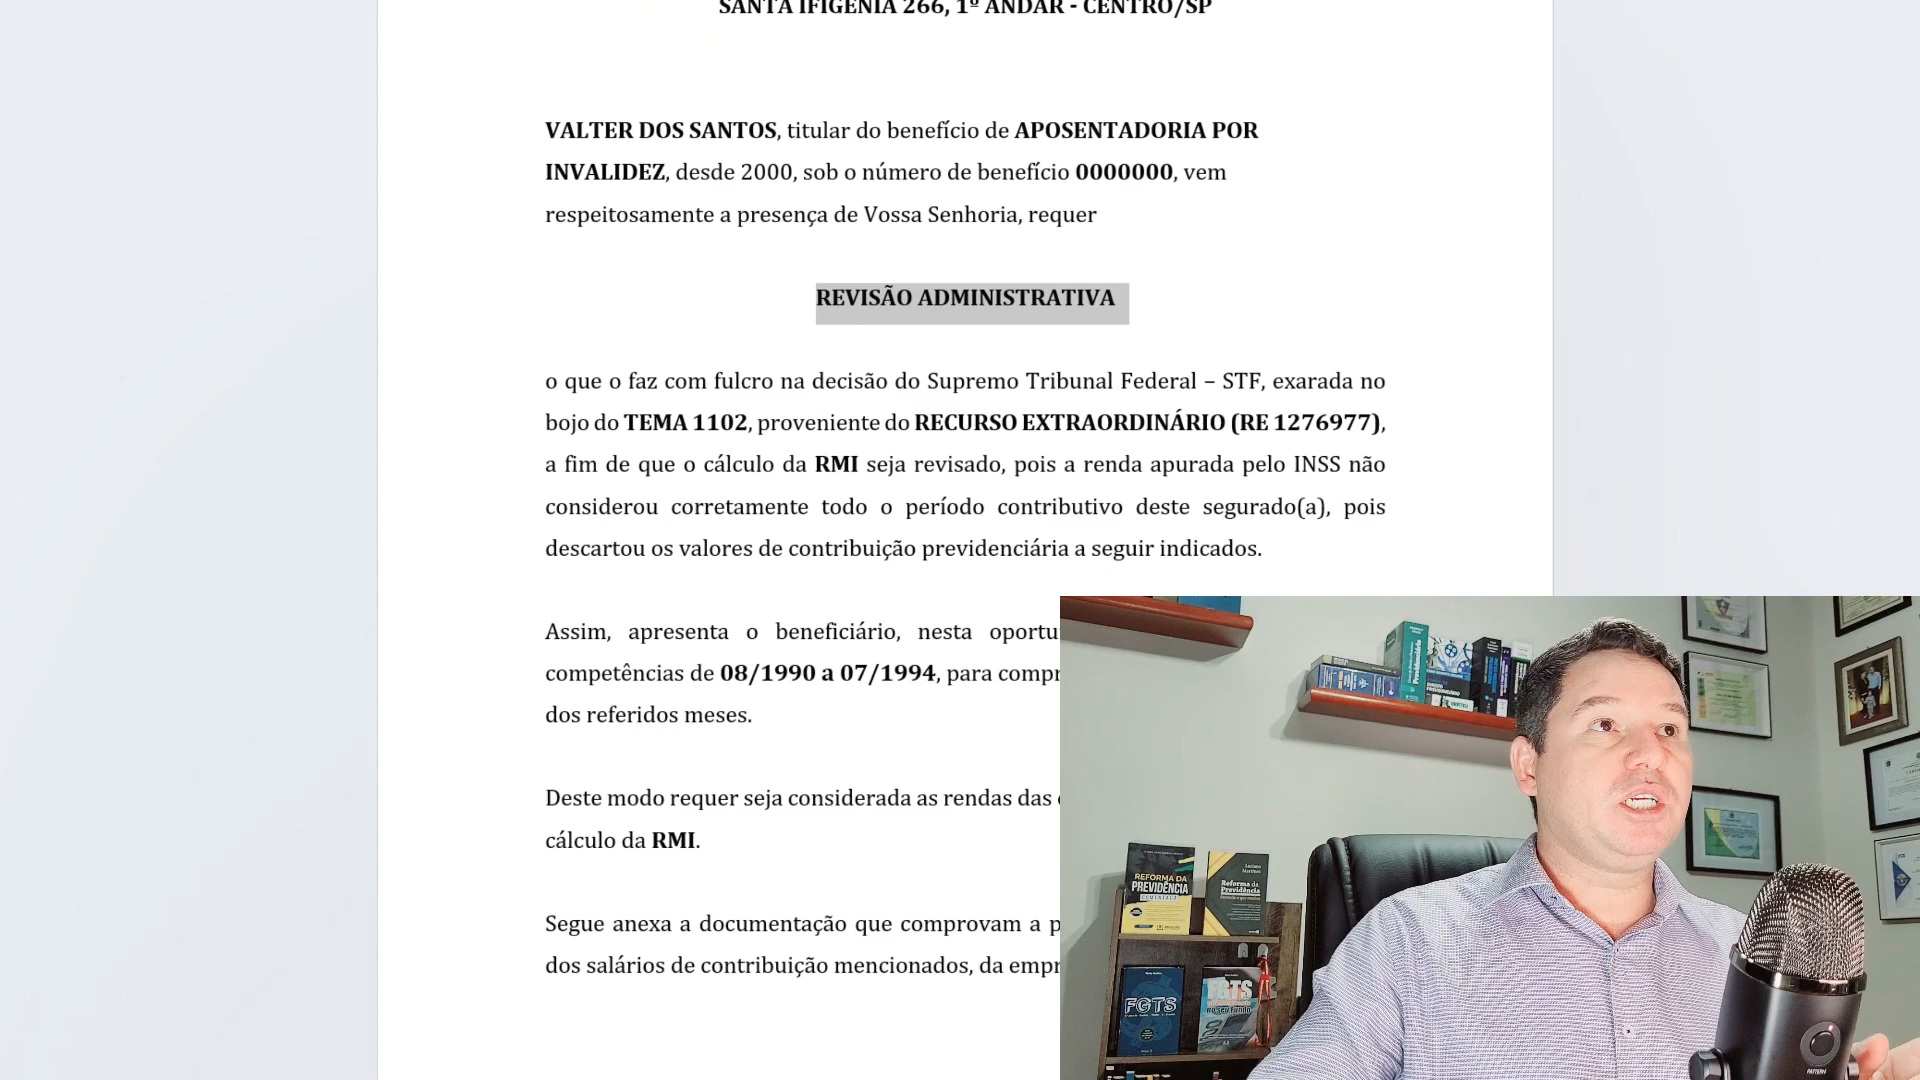 SANTA IFIGÊNIA 266, 1º ANDAR - CENTRO/SP
VALTER DOS SANTOS, titular do benefício de APOSENTADORIA POR
INVALIDEZ, desde 2000, sob o número de benefício 0000000, vem
respeitosamente a presença de Vossa Senhoria, requer
REVISÃO ADMINISTRATIVA
o que o faz com fulcro na decisão do Supremo Tribunal Federal – STF, exarada no
bojo do TEMA 1102, proveniente do RECURSO EXTRAORDINÁRIO (RE 1276977),
a fim de que o cálculo da RMI seja revisado, pois a renda apurada pelo INSS não
considerou corretamente todo o período contributivo deste segurado(a), pois
descartou os valores de contribuição previdenciária a seguir indicados.
Assim, apresenta o beneficiário, nesta
competências de 08/1990 a 07/1994, para
dos referidos meses.
Deste modo requer seja considerada as rendas das
cálculo da RMI.
Segue anexa a documentação que comprovam a
dos salários de contribuição mencionados, da
REFORMA DA
PREVIDÊNCIA
Luciano
Martinez
Reforma da
Previdência
FGTS
FGTS
no seu fundo